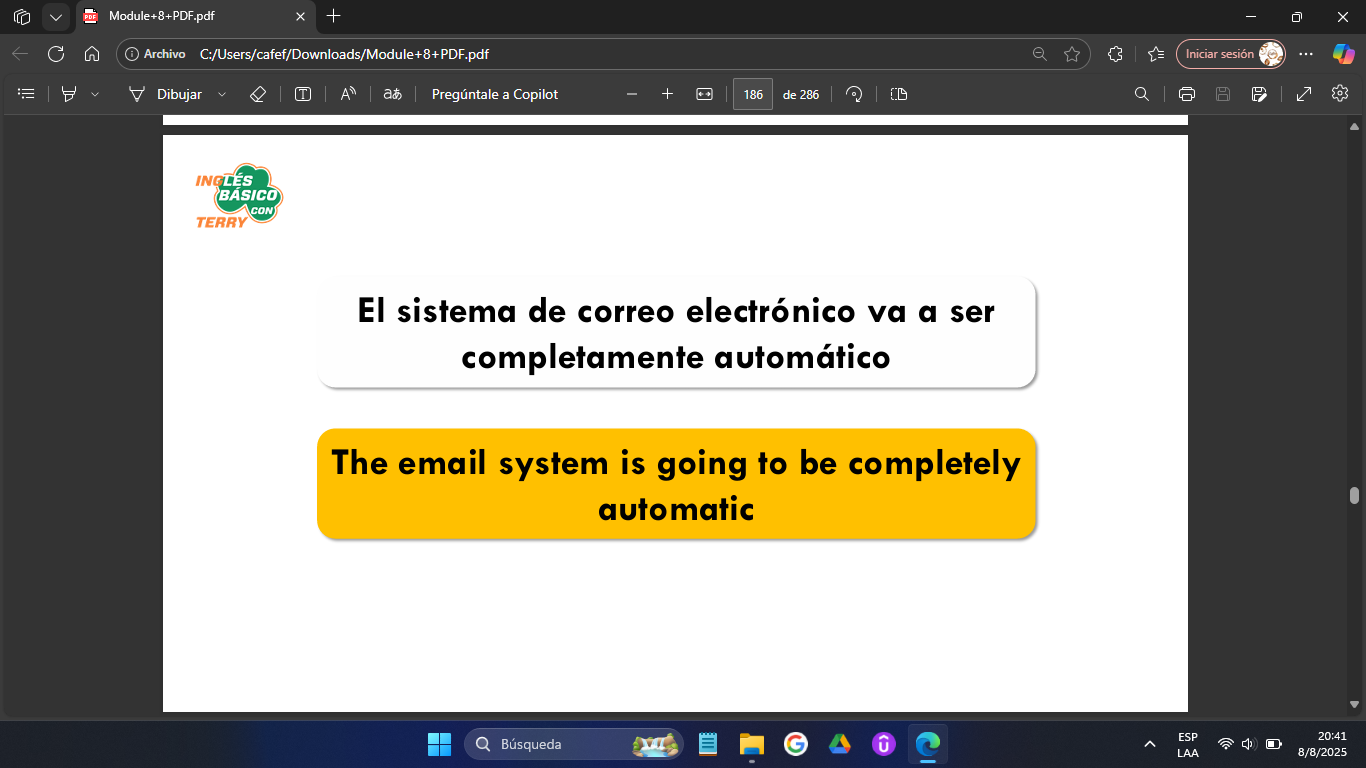 Module+8+PDF.pdf
Archivo C:/Users/cafef/Downloads/Module+8+PDF.pdf
Iniciar sesión
Dibujar
Pregúntale a Copilot
186 de 286
INGLÉS
BÁSICO
CON
TERRY
El sistema de correo electrónico va a ser
completamente automático
The email system is going to be completely
automatic
Búsqueda
ESP
LAA
20:41
8/8/2025